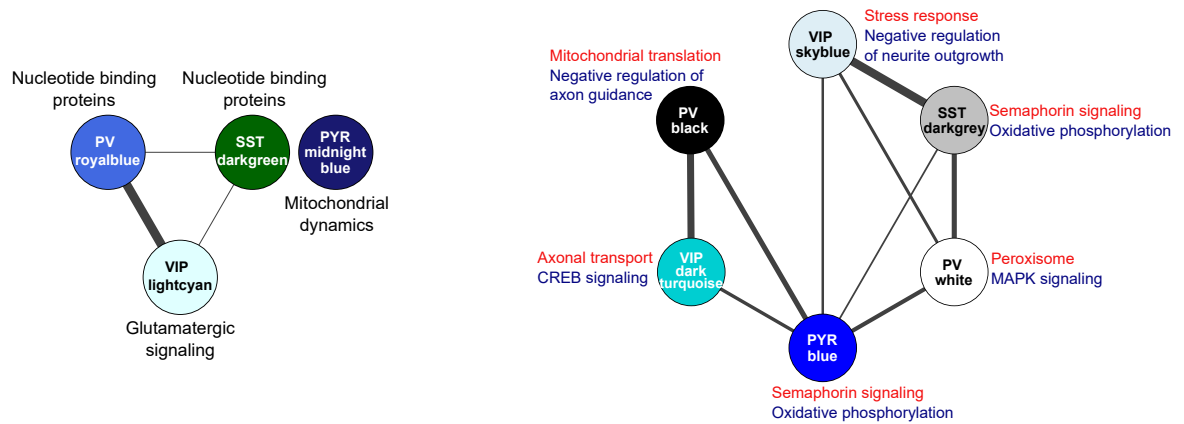 Nucleotide binding
proteins
Nucleotide binding
proteins
PV
royalblue
SST
darkgreen
PYR
midnight
blue
Mitochondrial
dynamics
VIP
lightcyan
Glutamatergic
signaling
VIP
skyblue
Stress response
Negative regulation
of neurite outgrowth
Mitochondrial translation
Negative regulation of
axon guidance
PV
black
SST
darkgrey
Semaphorin signaling
Oxidative phosphorylation
Axonal transport
CREB signaling
VIP
dark
turquoise
PV
white
Peroxisome
MAPK signaling
PYR
blue
Semaphorin signaling
Oxidative phosphorylation